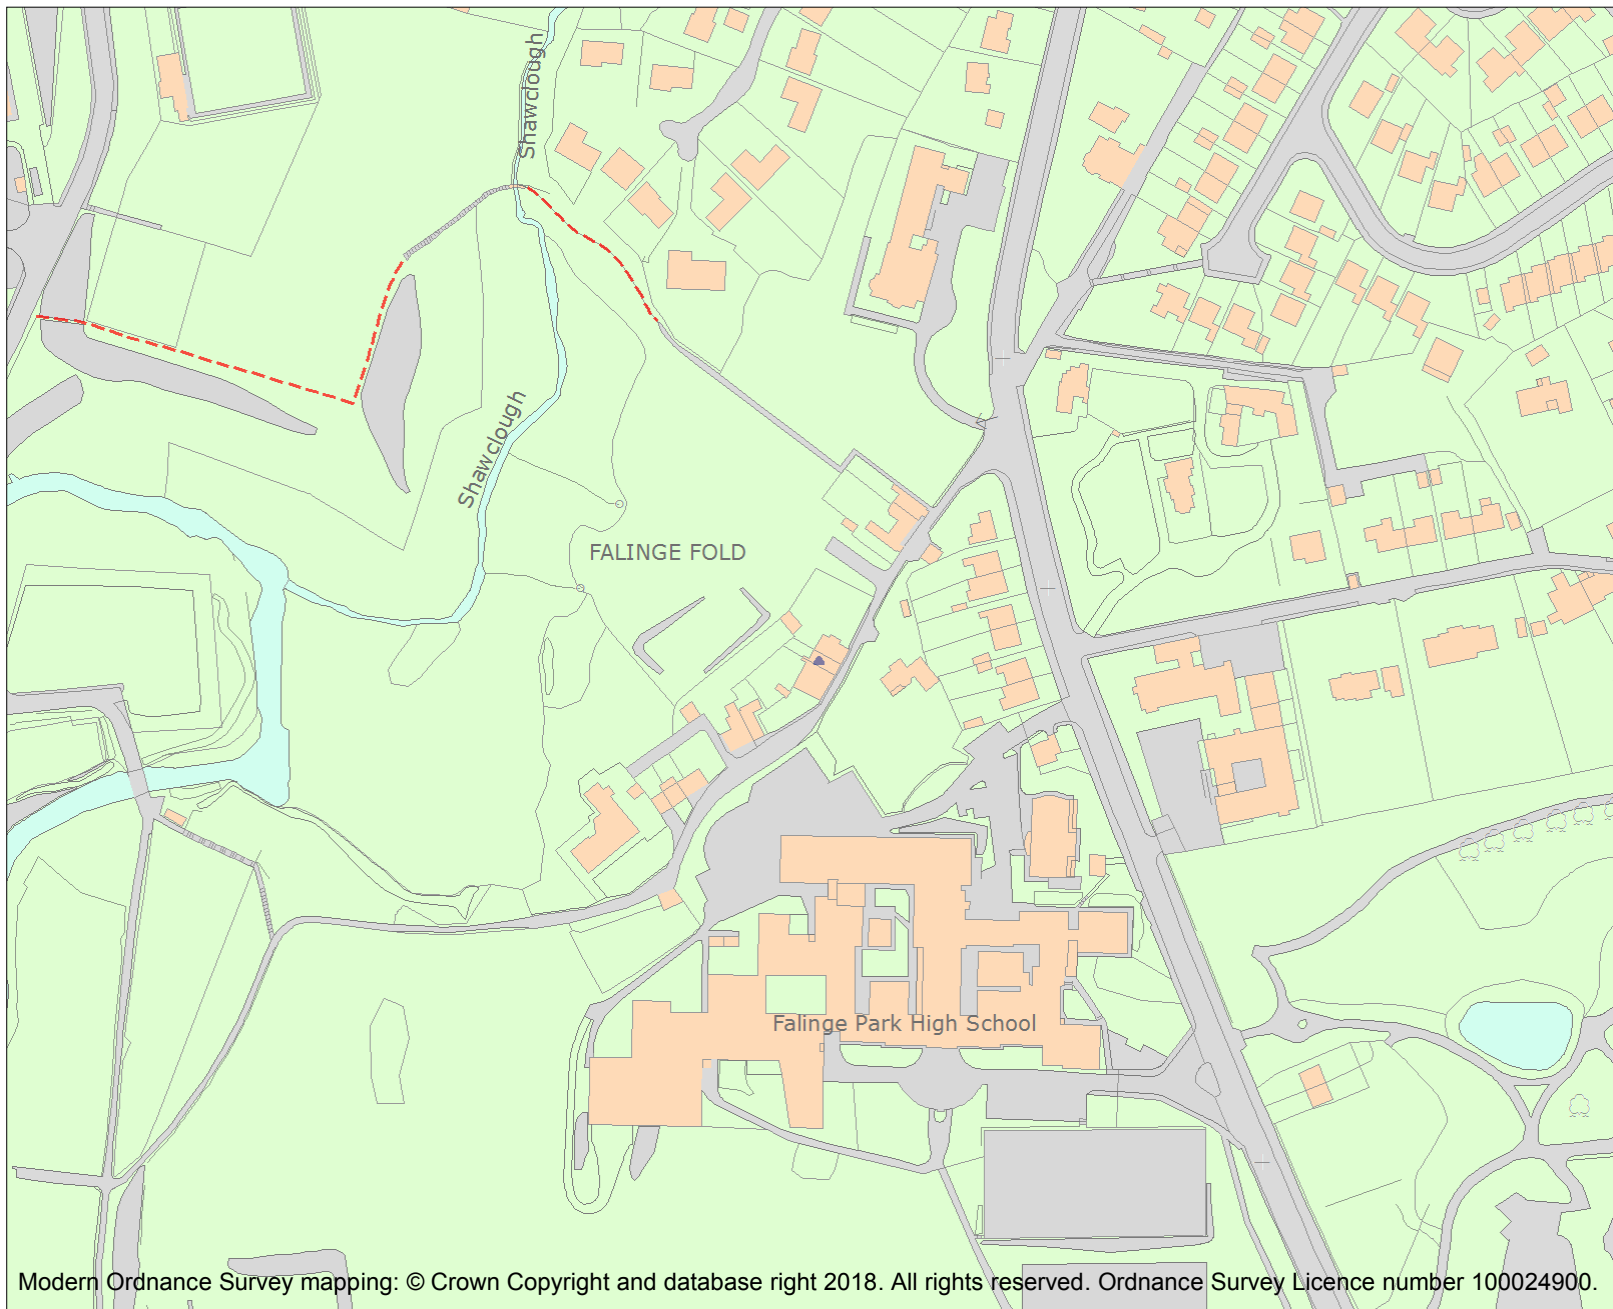 Shawclough
Shawclough
FALINGE FOLD
Falinge Park High School
Modern Ordnance Survey mapping: © Crown Copyright and database right 2018. All rights reserved. Ordnance Survey Licence number 100024900.